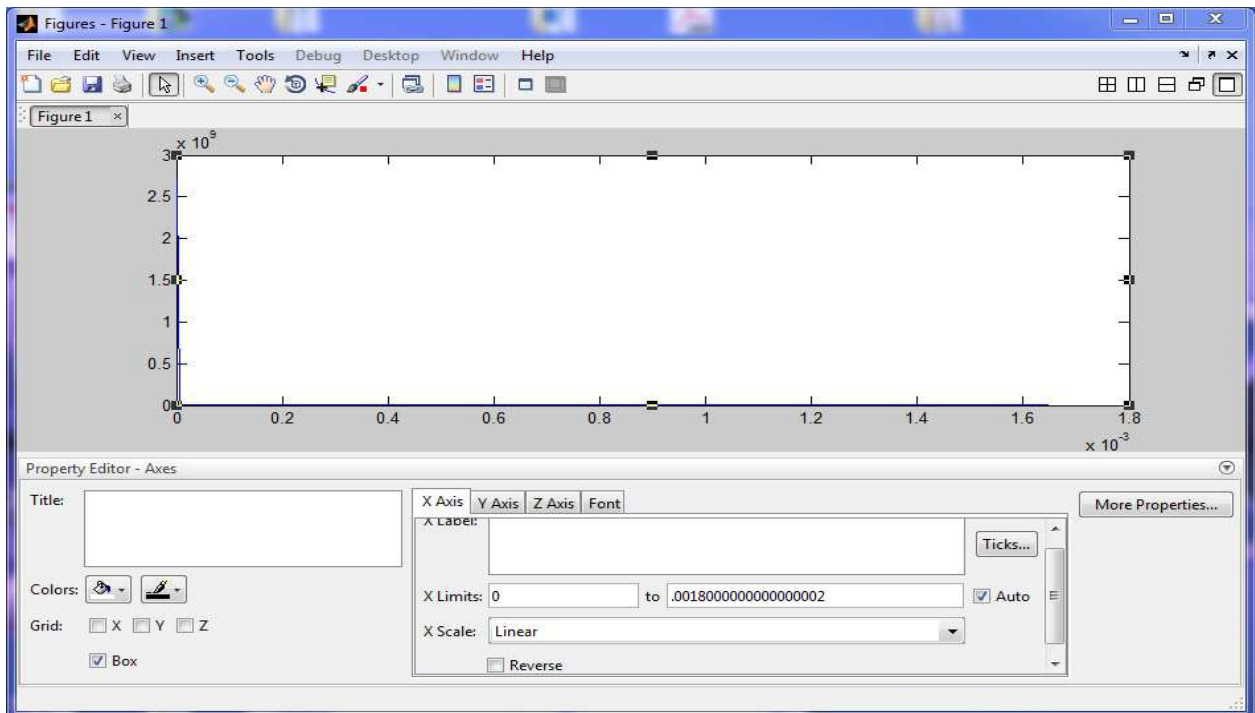 Figures - Figure 1
File Edit View Insert Tools Debug Desktop Window Help
Figure 1
x 10^9
3
2.5
2
1.5
1
0.5
0
0 0.2 0.4 0.6 0.8 1 1.2 1.4 1.6 1.8
x 10^-3
Property Editor - Axes
Title:
X Axis Y Axis Z Axis Font
More Properties...
X Label:
Ticks...
Colors:
X Limits: 0 to .0018000000000000002 Auto
Grid: X Y Z
X Scale: Linear
Box
Reverse